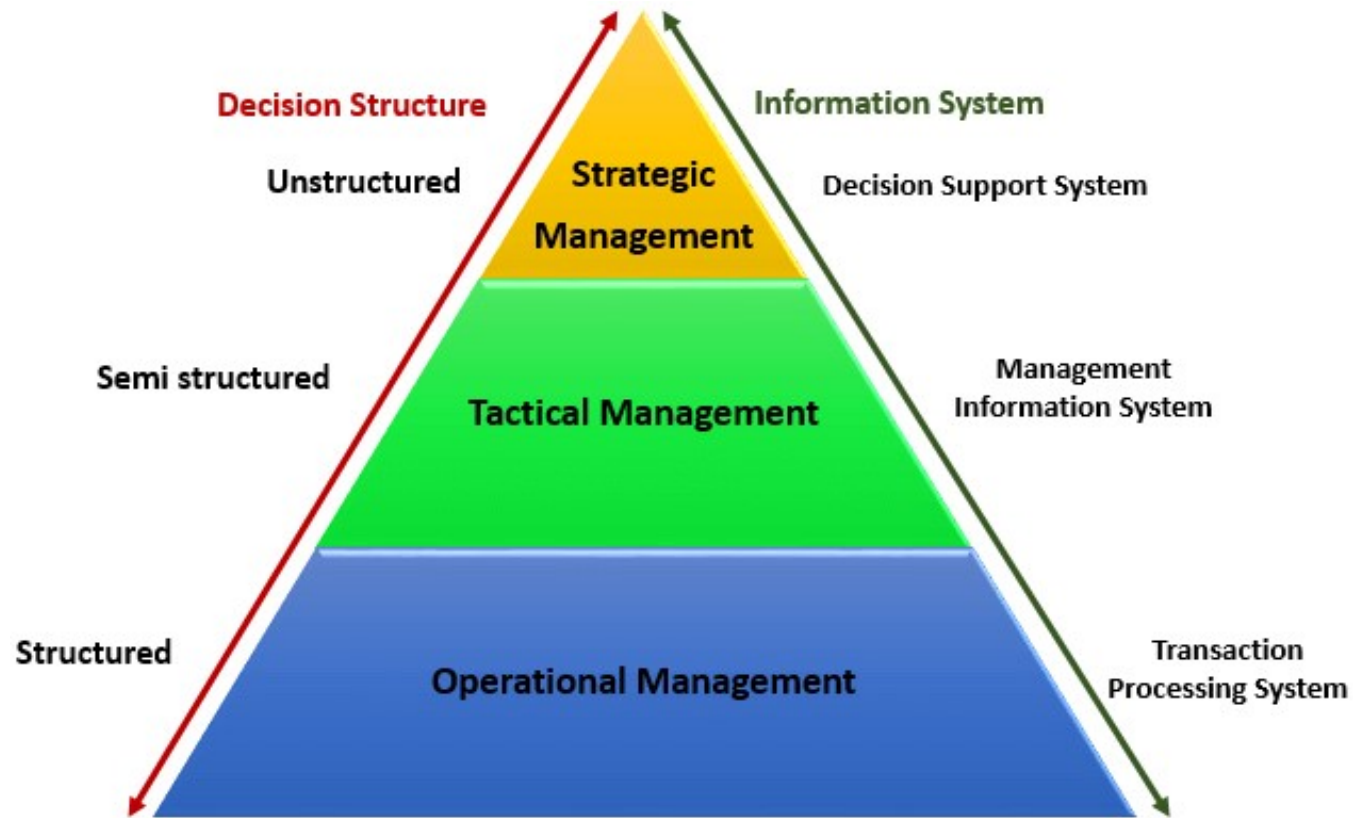 Decision Structure
Information System
Unstructured
Strategic
Management
Decision Support System
Semi structured
Tactical Management
Management
Information System
Structured
Operational Management
Transaction
Processing System